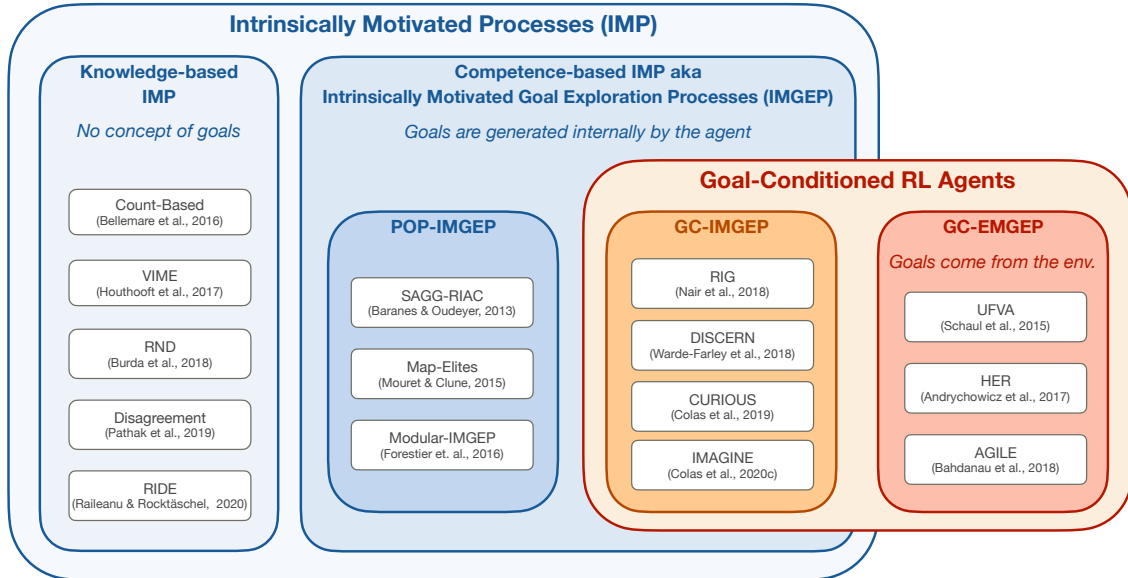 Intrinsically Motivated Processes (IMP)
Knowledge-based
IMP
No concept of goals
Count-Based
(Bellemare et al., 2016)
VIME
(Houthooft et al., 2017)
RND
(Burda et al., 2018)
Disagreement
(Pathak et al., 2019)
RIDE
(Raileanu & Rocktäschel, 2020)
Competence-based IMP aka
Intrinsically Motivated Goal Exploration Processes (IMGEP)
Goals are generated internally by the agent
POP-IMGEP
SAGG-RIAC
(Baranes & Oudeyer, 2013)
Map-Elites
(Mouret & Clune, 2015)
Modular-IMGEP
(Forestier et. al., 2016)
Goal-Conditioned RL Agents
GC-IMGEP
RIG
(Nair et al., 2018)
DISCERN
(Warde-Farley et al., 2018)
CURIOUS
(Colas et al., 2019)
IMAGINE
(Colas et al., 2020c)
GC-EMGEP
Goals come from the env.
UFVA
(Schaul et al., 2015)
HER
(Andrychowicz et al., 2017)
AGILE
(Bahdanau et al., 2018)